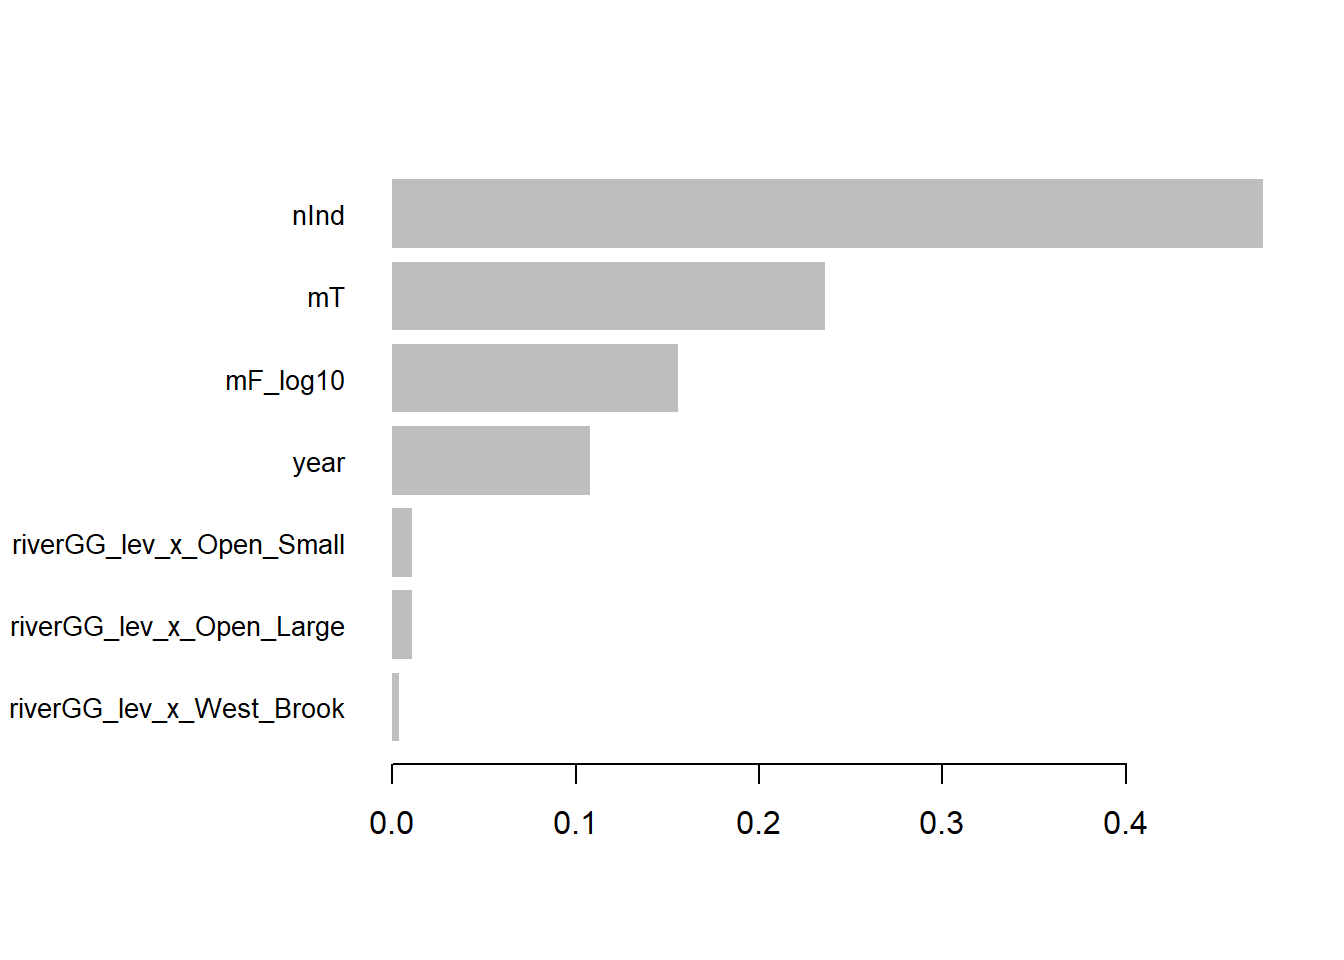 nInd
mT
mF_log10
year
riverGG_lev_x_Open_Small
riverGG_lev_x_Open_Large
riverGG_lev_x_West_Brook
0.0 0.1 0.2 0.3 0.4